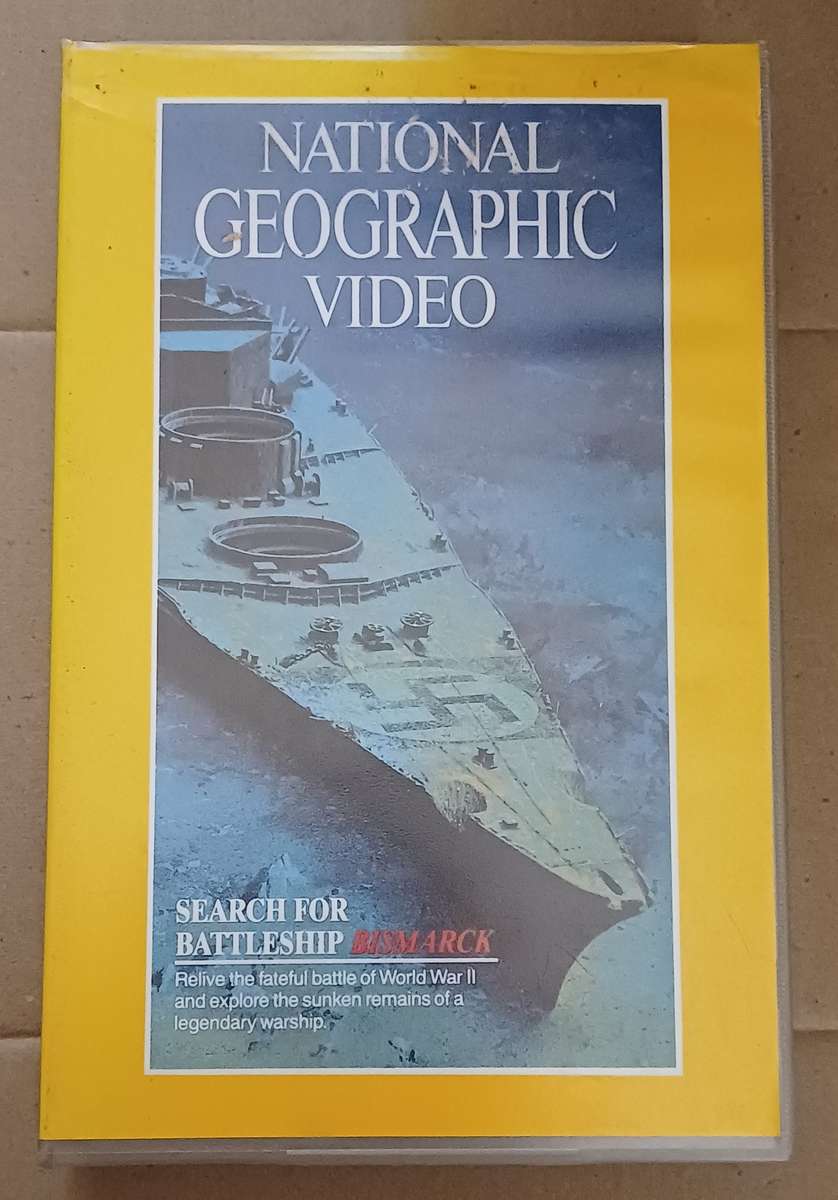 NATIONAL
GEOGRAPHIC
VIDEO
SEARCH FOR
BATTLESHIP BISMARCK
Relive the fateful battle of World War II
and explore the sunken remains of a
legendary warship.